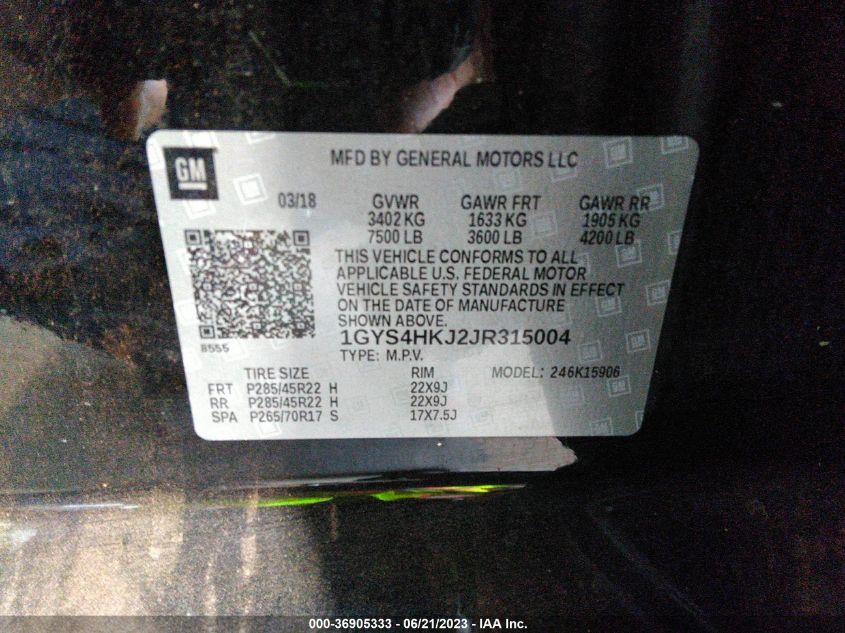 GM
MFD BY GENERAL MOTORS LLC
03/18 GVWR GAWR FRT GAWR RR
3402 KG 1633 KG 1905 KG
7500 LB 3600 LB 4200 LB
THIS VEHICLE CONFORMS TO ALL
APPLICABLE U.S. FEDERAL MOTOR
VEHICLE SAFETY STANDARDS IN EFFECT
ON THE DATE OF MANUFACTURE
SHOWN ABOVE.
8555 1GYS4HKJ2JR315004
TYPE: M.P.V.
TIRE SIZE RIM MODEL: 246K15906
FRT P285/45R22 H 22X9J
RR P285/45R22 H 22X9J
SPA P265/70R17 S 17X7.5J
000-36905333 - 06/21/2023 - IAA Inc.